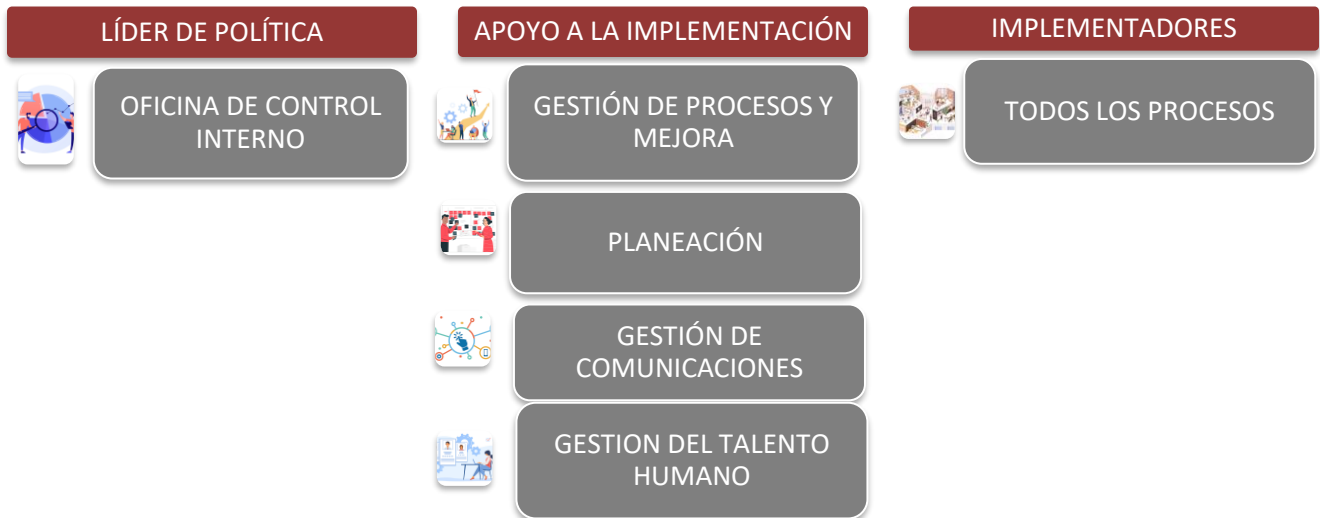 LÍDER DE POLÍTICA
OFICINA DE CONTROL
INTERNO
APOYO A LA IMPLEMENTACIÓN
GESTIÓN DE PROCESOS Y
MEJORA
PLANEACIÓN
GESTIÓN DE
COMUNICACIONES
GESTION DEL TALENTO
HUMANO
IMPLEMENTADORES
TODOS LOS PROCESOS